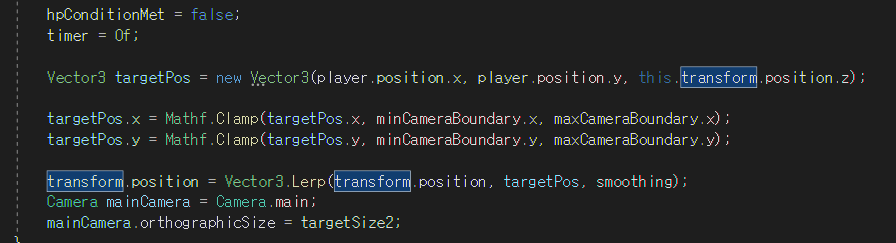 hpConditionMet = false;
timer = 0f;
Vector3 targetPos = new Vector3(player.position.x, player.position.y, this.transform.position.z);
targetPos.x = Mathf.Clamp(targetPos.x, minCameraBoundary.x, maxCameraBoundary.x);
targetPos.y = Mathf.Clamp(targetPos.y, minCameraBoundary.y, maxCameraBoundary.y);
transform.position = Vector3.Lerp(transform.position, targetPos, smoothing);
Camera mainCamera = Camera.main;
mainCamera.orthographicSize = targetSize2;
}